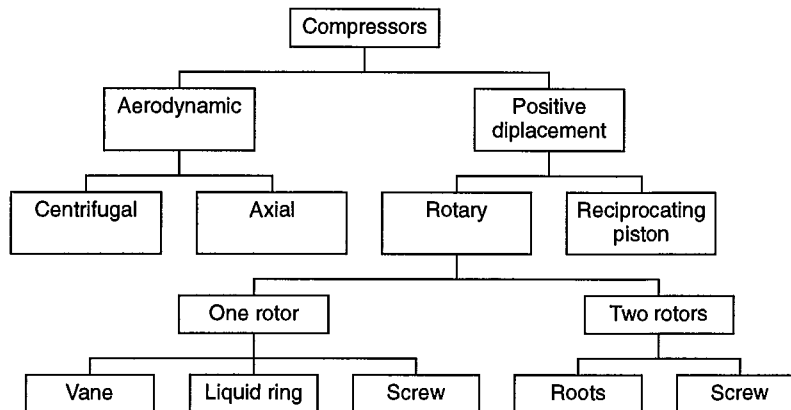 Compressors
Aerodynamic
Positive
diplacement
Centrifugal
Axial
Rotary
Reciprocating
piston
One rotor
Two rotors
Vane
Liquid ring
Screw
Roots
Screw